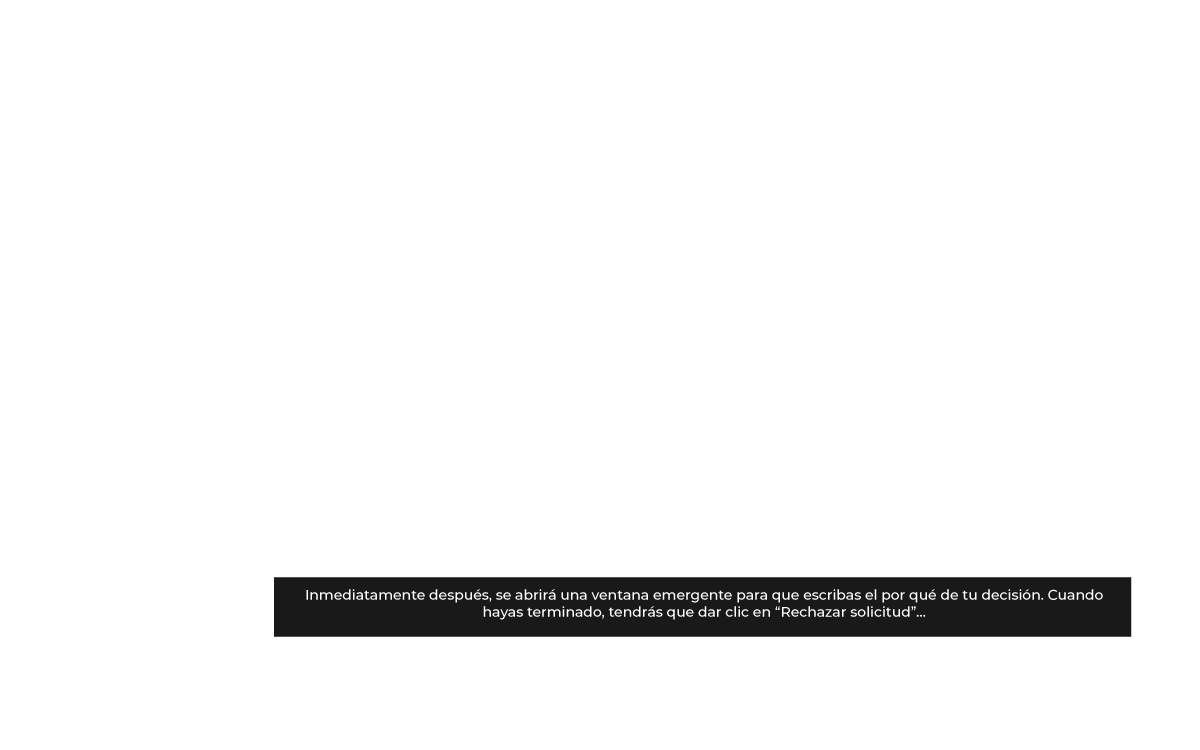 Inmediatamente después, se abrirá una ventana emergente para que escribas el por qué de tu decisión. Cuando
hayas terminado, tendrás que dar clic en “Rechazar solicitud”...